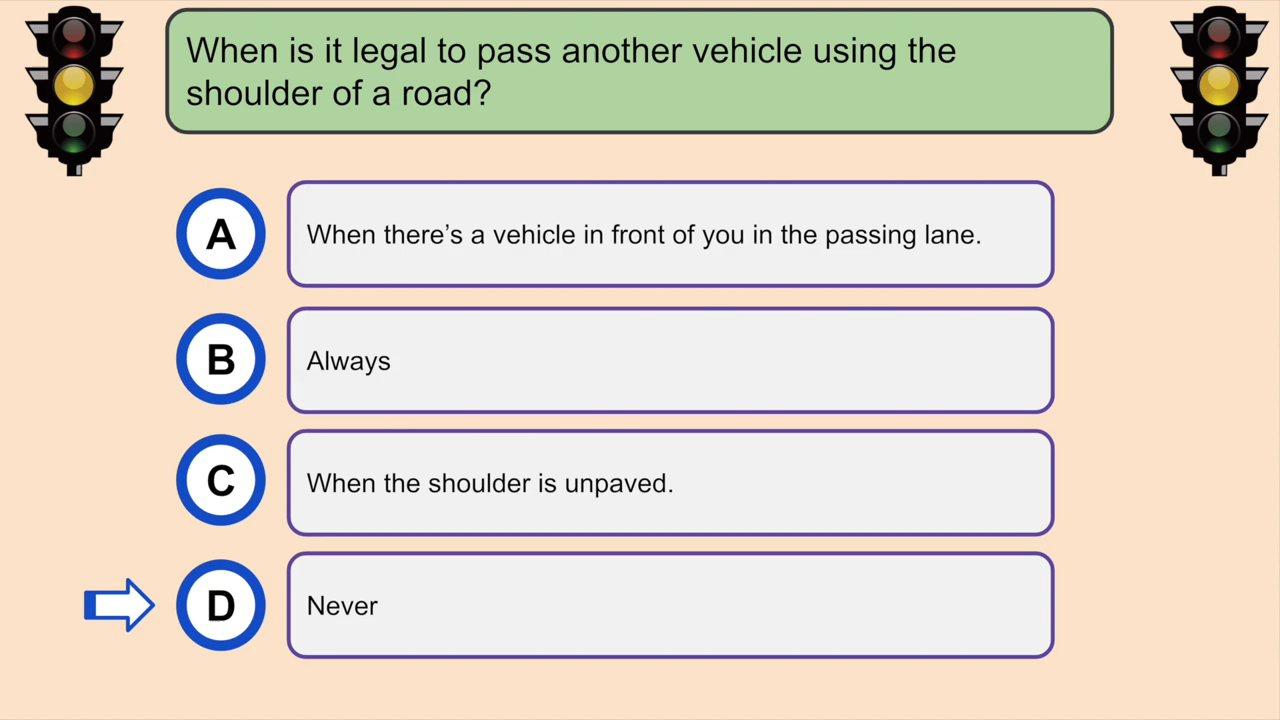 When is it legal to pass another vehicle using the
shoulder of a road?
A
When there’s a vehicle in front of you in the passing lane.
B
Always
C
When the shoulder is unpaved.
D
Never